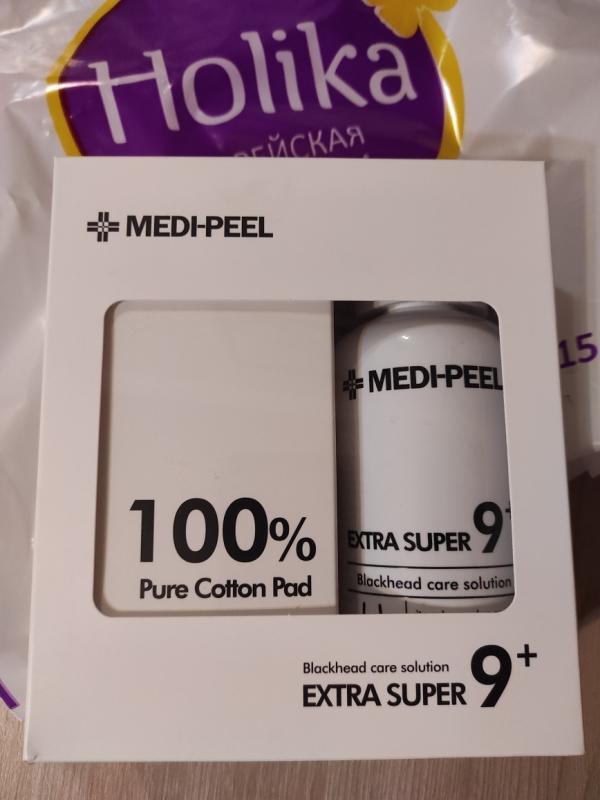 Holika
ЕЙСКАЯ
MEDI-PEEL
15
MEDI-PEEL
100%
Pure Cotton Pad
EXTRA SUPER 9+
Blackhead care solution
Blackhead care solution
EXTRA SUPER 9+